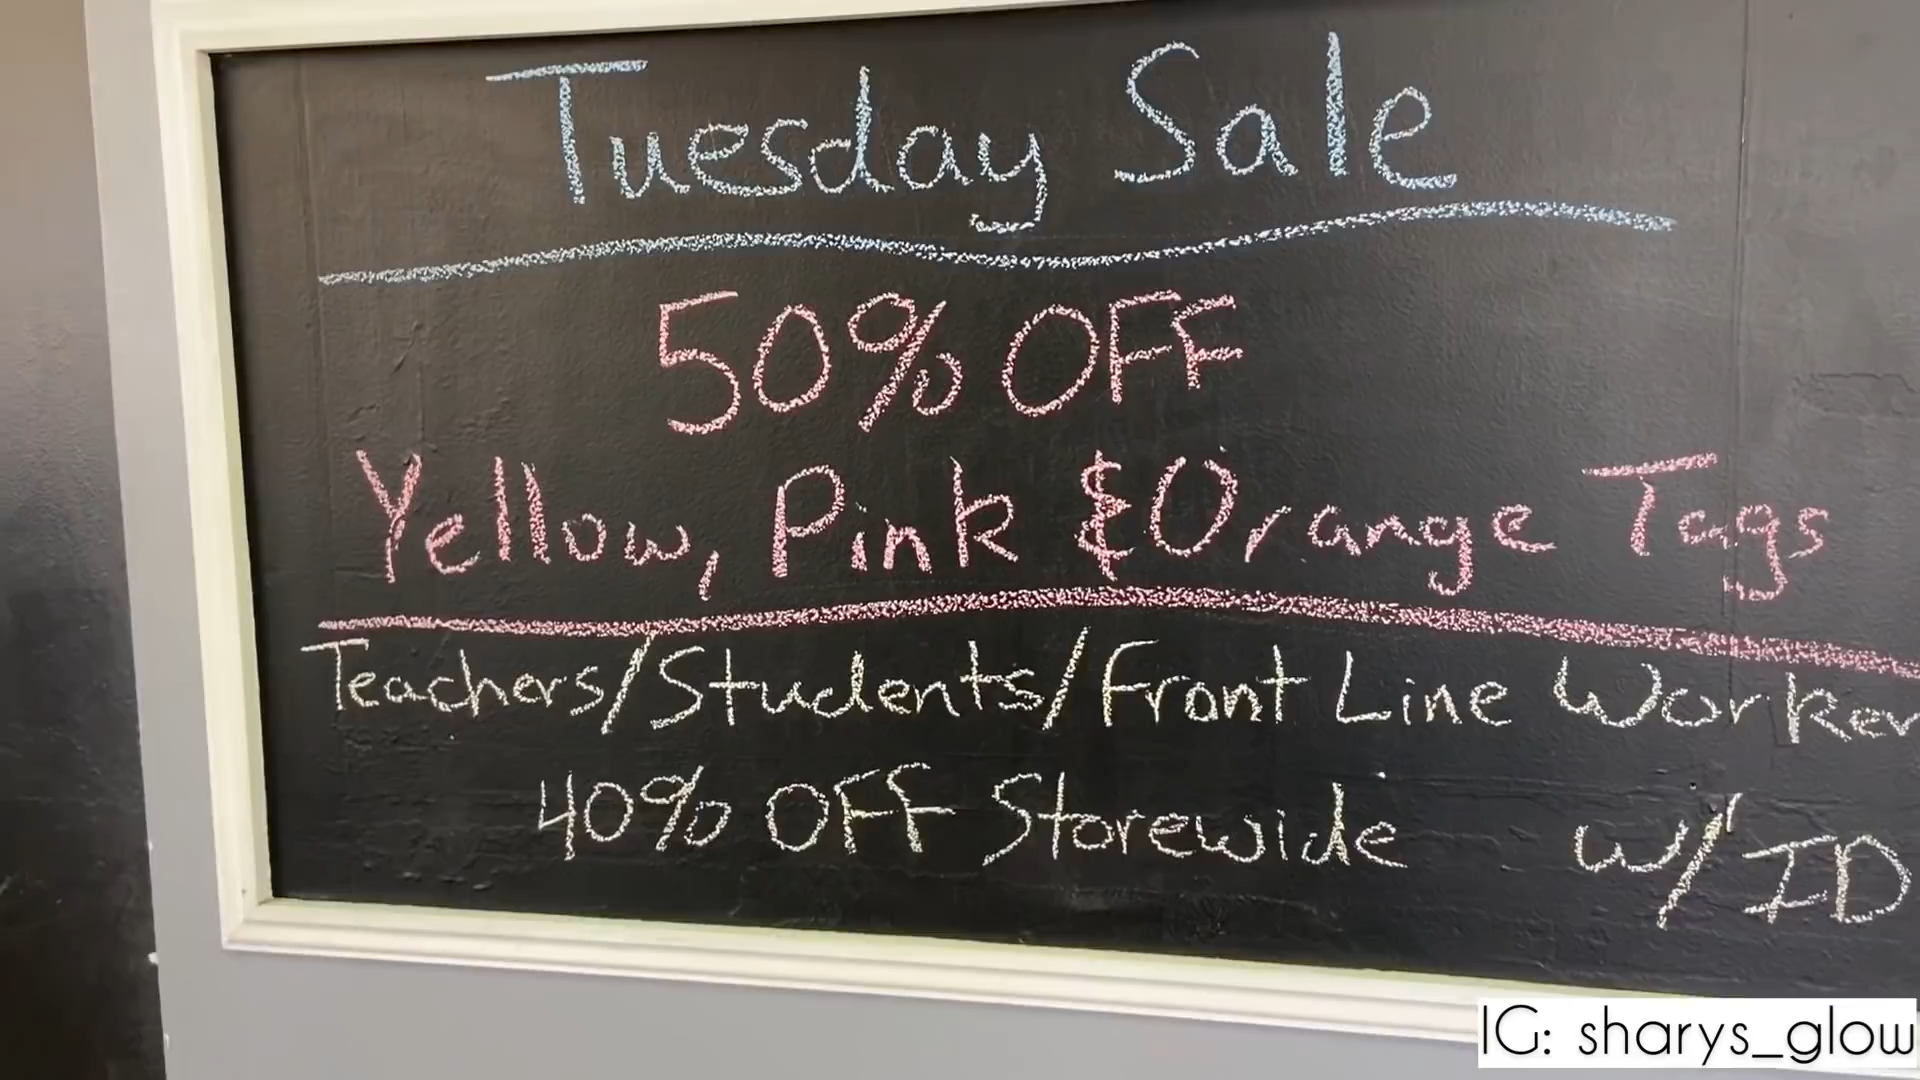 Tuesday Sale
50% OFF
Yellow, Pink & Orange Tags
Teachers/Students/Front Line Worker
40% OFF Storewide w/ID
IG: sharys_glow